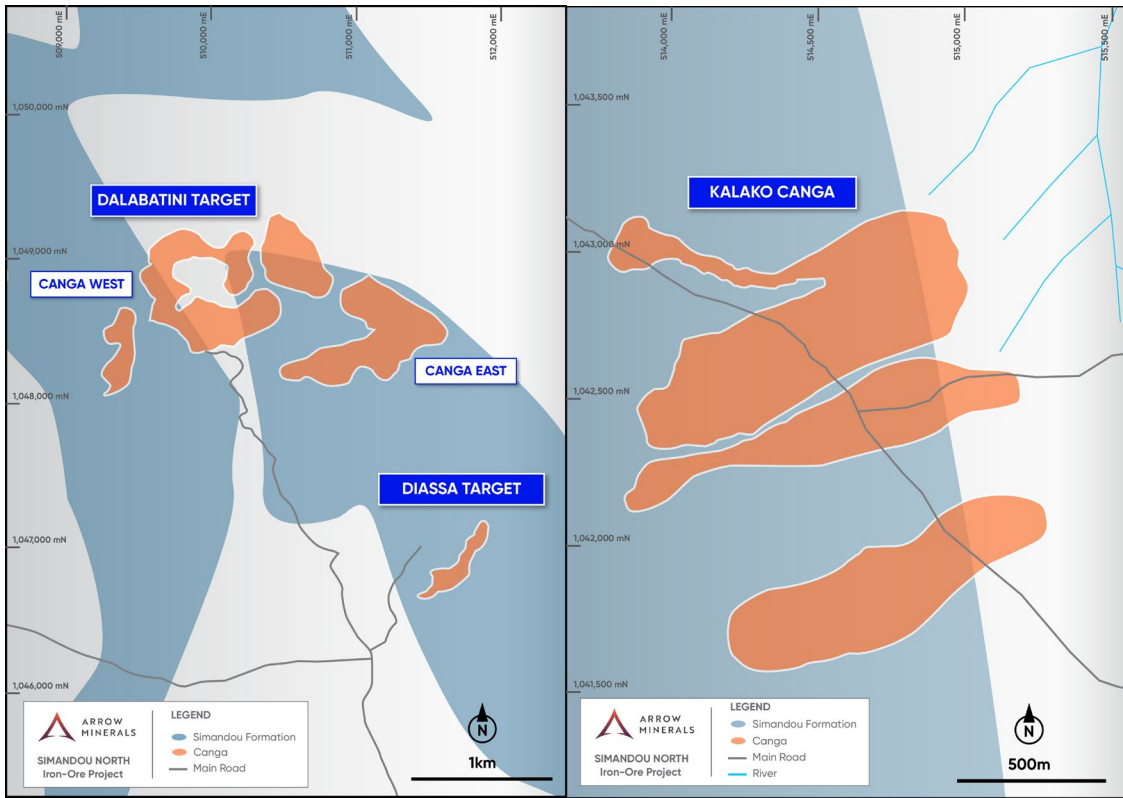 509,000 mE
510,000 mE
511,000 mE
512,000 mE
1,050,000 mN
1,049,000 mN
1,048,000 mN
1,047,000 mN
1,046,000 mN
DALABATINI TARGET
CANGA WEST
CANGA EAST
DIASSA TARGET
ARROW
MINERALS
SIMANDOU NORTH
Iron-Ore Project
LEGEND
Simandou Formation
Canga
Main Road
N
1km
514,000 mE
514,500 mE
515,000 mE
515,500 mE
1,043,500 mN
1,043,000 mN
1,042,500 mN
1,042,000 mN
1,041,500 mN
KALAKO CANGA
ARROW
MINERALS
SIMANDOU NORTH
Iron-Ore Project
LEGEND
Simandou Formation
Canga
Main Road
River
N
500m